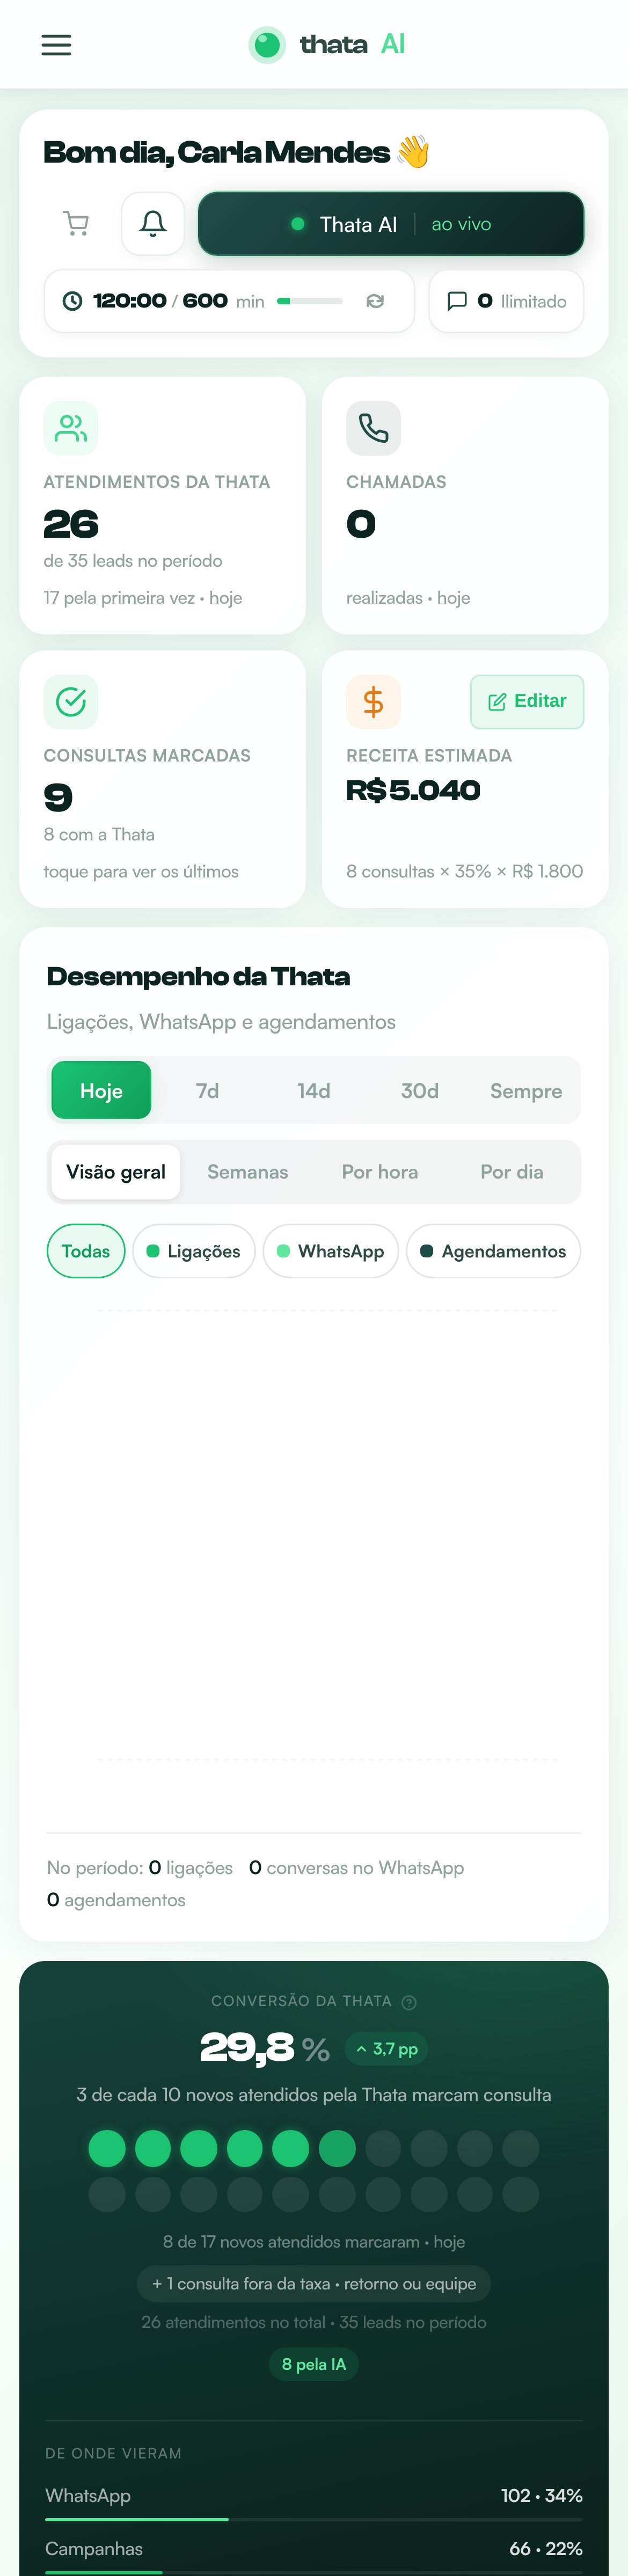 thata AI
Bom dia, Carla Mendes 👋
Thata AI | ao vivo
120:00 / 600 min
0 Ilimitado
ATENDIMENTOS DA THATA
26
de 35 leads no período
17 pela primeira vez · hoje
CHAMADAS
0
realizadas · hoje
CONSULTAS MARCADAS
9
8 com a Thata
toque para ver os últimos
Editar
RECEITA ESTIMADA
R$ 5.040
8 consultas × 35% × R$ 1.800
Desempenho da Thata
Ligações, WhatsApp e agendamentos
Hoje 7d 14d 30d Sempre
Visão geral Semanas Por hora Por dia
Todas Ligações WhatsApp Agendamentos
No período: 0 ligações 0 conversas no WhatsApp
0 agendamentos
CONVERSÃO DA THATA ?
29,8 % 3,7 pp
3 de cada 10 novos atendidos pela Thata marcam consulta
8 de 17 novos atendidos marcaram · hoje
+ 1 consulta fora da taxa · retorno ou equipe
26 atendimentos no total · 35 leads no período
8 pela IA
DE ONDE VIERAM
WhatsApp 102 · 34%
Campanhas 66 · 22%